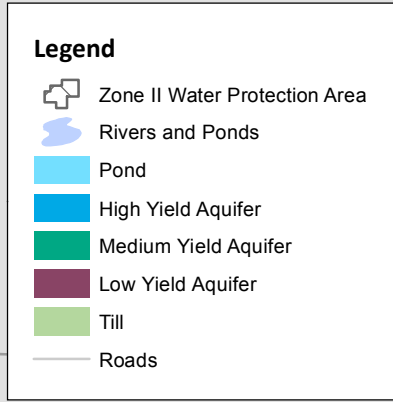 Legend
Zone II Water Protection Area
Rivers and Ponds
Pond
High Yield Aquifer
Medium Yield Aquifer
Low Yield Aquifer
Till
Roads